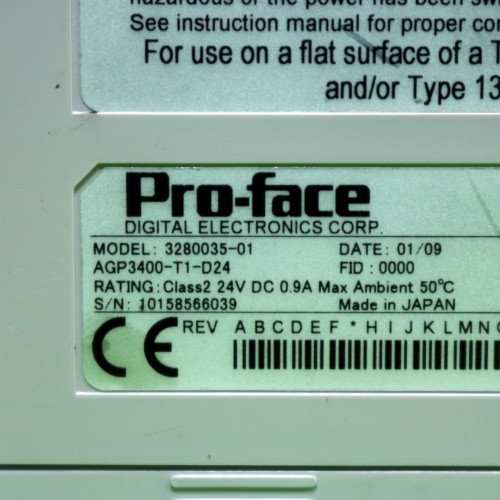 hazardous or the power has been swi
See instruction manual for proper co
For use on a flat surface of a T
and/or Type 13
Pro-face
DIGITAL ELECTRONICS CORP.
MODEL: 3280035-01
DATE: 01/09
AGP3400-T1-D24
FID: 0000
RATING: Class2 24V DC 0.9A Max Ambient 50℃
S/N: 10158566039
Made in JAPAN
CE REV A B C D E F * H I J K L M N